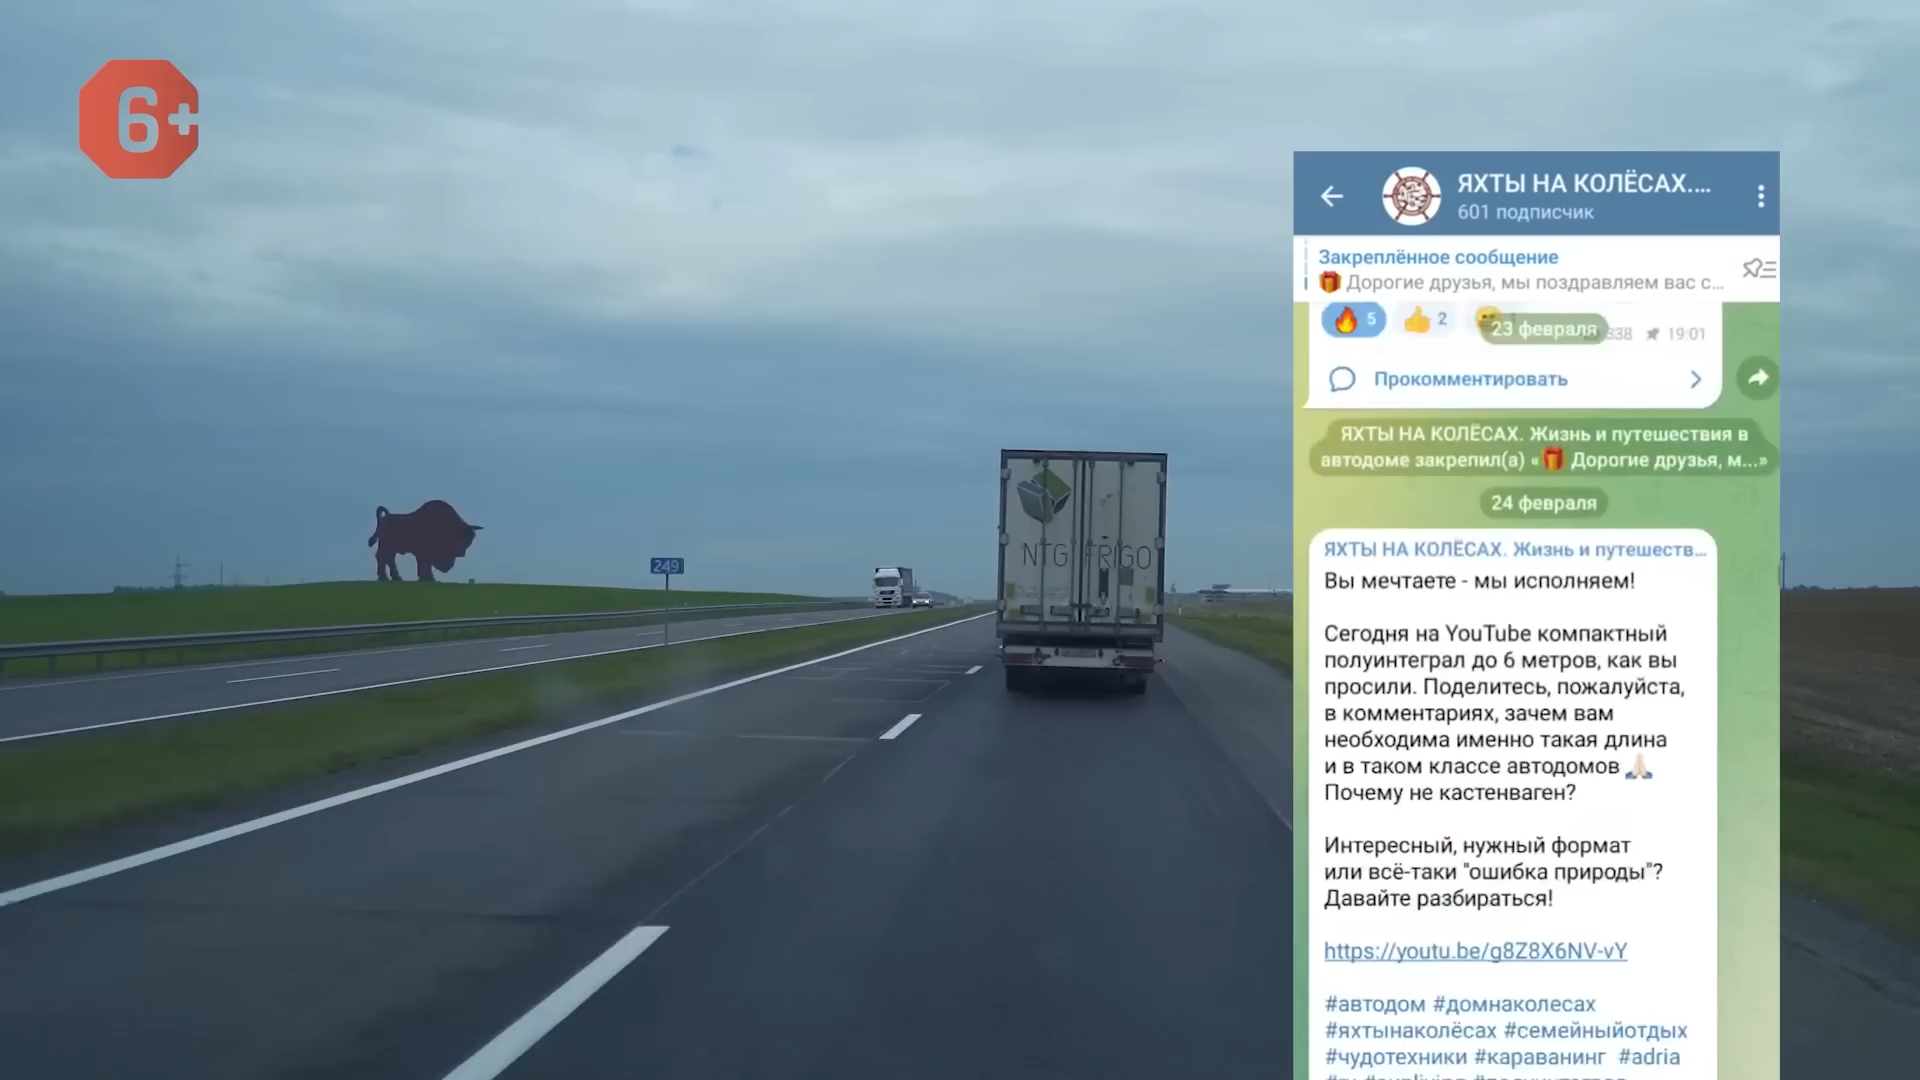 6+
249
NTG FRIGO
ЯХТЫ НА КОЛЁСАХ....
601 подписчик
Закреплённое сообщение
🎁 Дорогие друзья, мы поздравляем вас с...
🔥 5 👍 2
23 февраля
338 19:01
Прокомментировать
ЯХТЫ НА КОЛЁСАХ. Жизнь и путешествия в
автодоме закрепил(а) «🎁 Дорогие друзья, м...»
24 февраля
ЯХТЫ НА КОЛЁСАХ. Жизнь и путешеств...
Вы мечтаете - мы исполняем!
Сегодня на YouTube компактный
полуинтеграл до 6 метров, как вы
просили. Поделитесь, пожалуйста,
в комментариях, зачем вам
необходима именно такая длина
и в таком классе автодомов 🙏🏻
Почему не кастенваген?
Интересный, нужный формат
или всё-таки "ошибка природы"?
Давайте разбираться!
https://youtu.be/g8Z8X6NV-vY
#автодом #домнаколесах
#яхтынаколёсах #семейныйотдых
#чудотехники #караванинг #adria